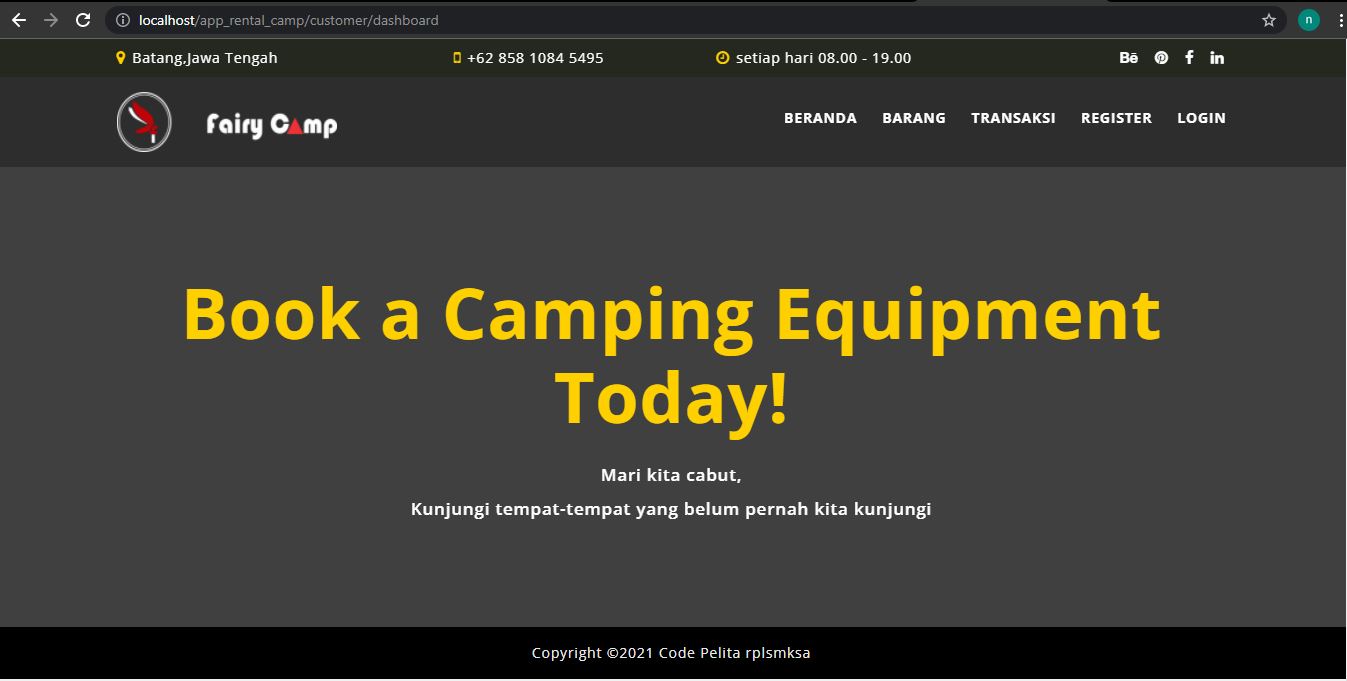 localhost/app_rental_camp/customer/dashboard
n
Batang,Jawa Tengah
+62 858 1084 5495
setiap hari 08.00 - 19.00
Bē
f
in
Fairy Camp
BERANDA
BARANG
TRANSAKSI
REGISTER
LOGIN
Book a Camping Equipment
Today!
Mari kita cabut,
Kunjungi tempat-tempat yang belum pernah kita kunjungi
Copyright ©2021 Code Pelita rplsmksa